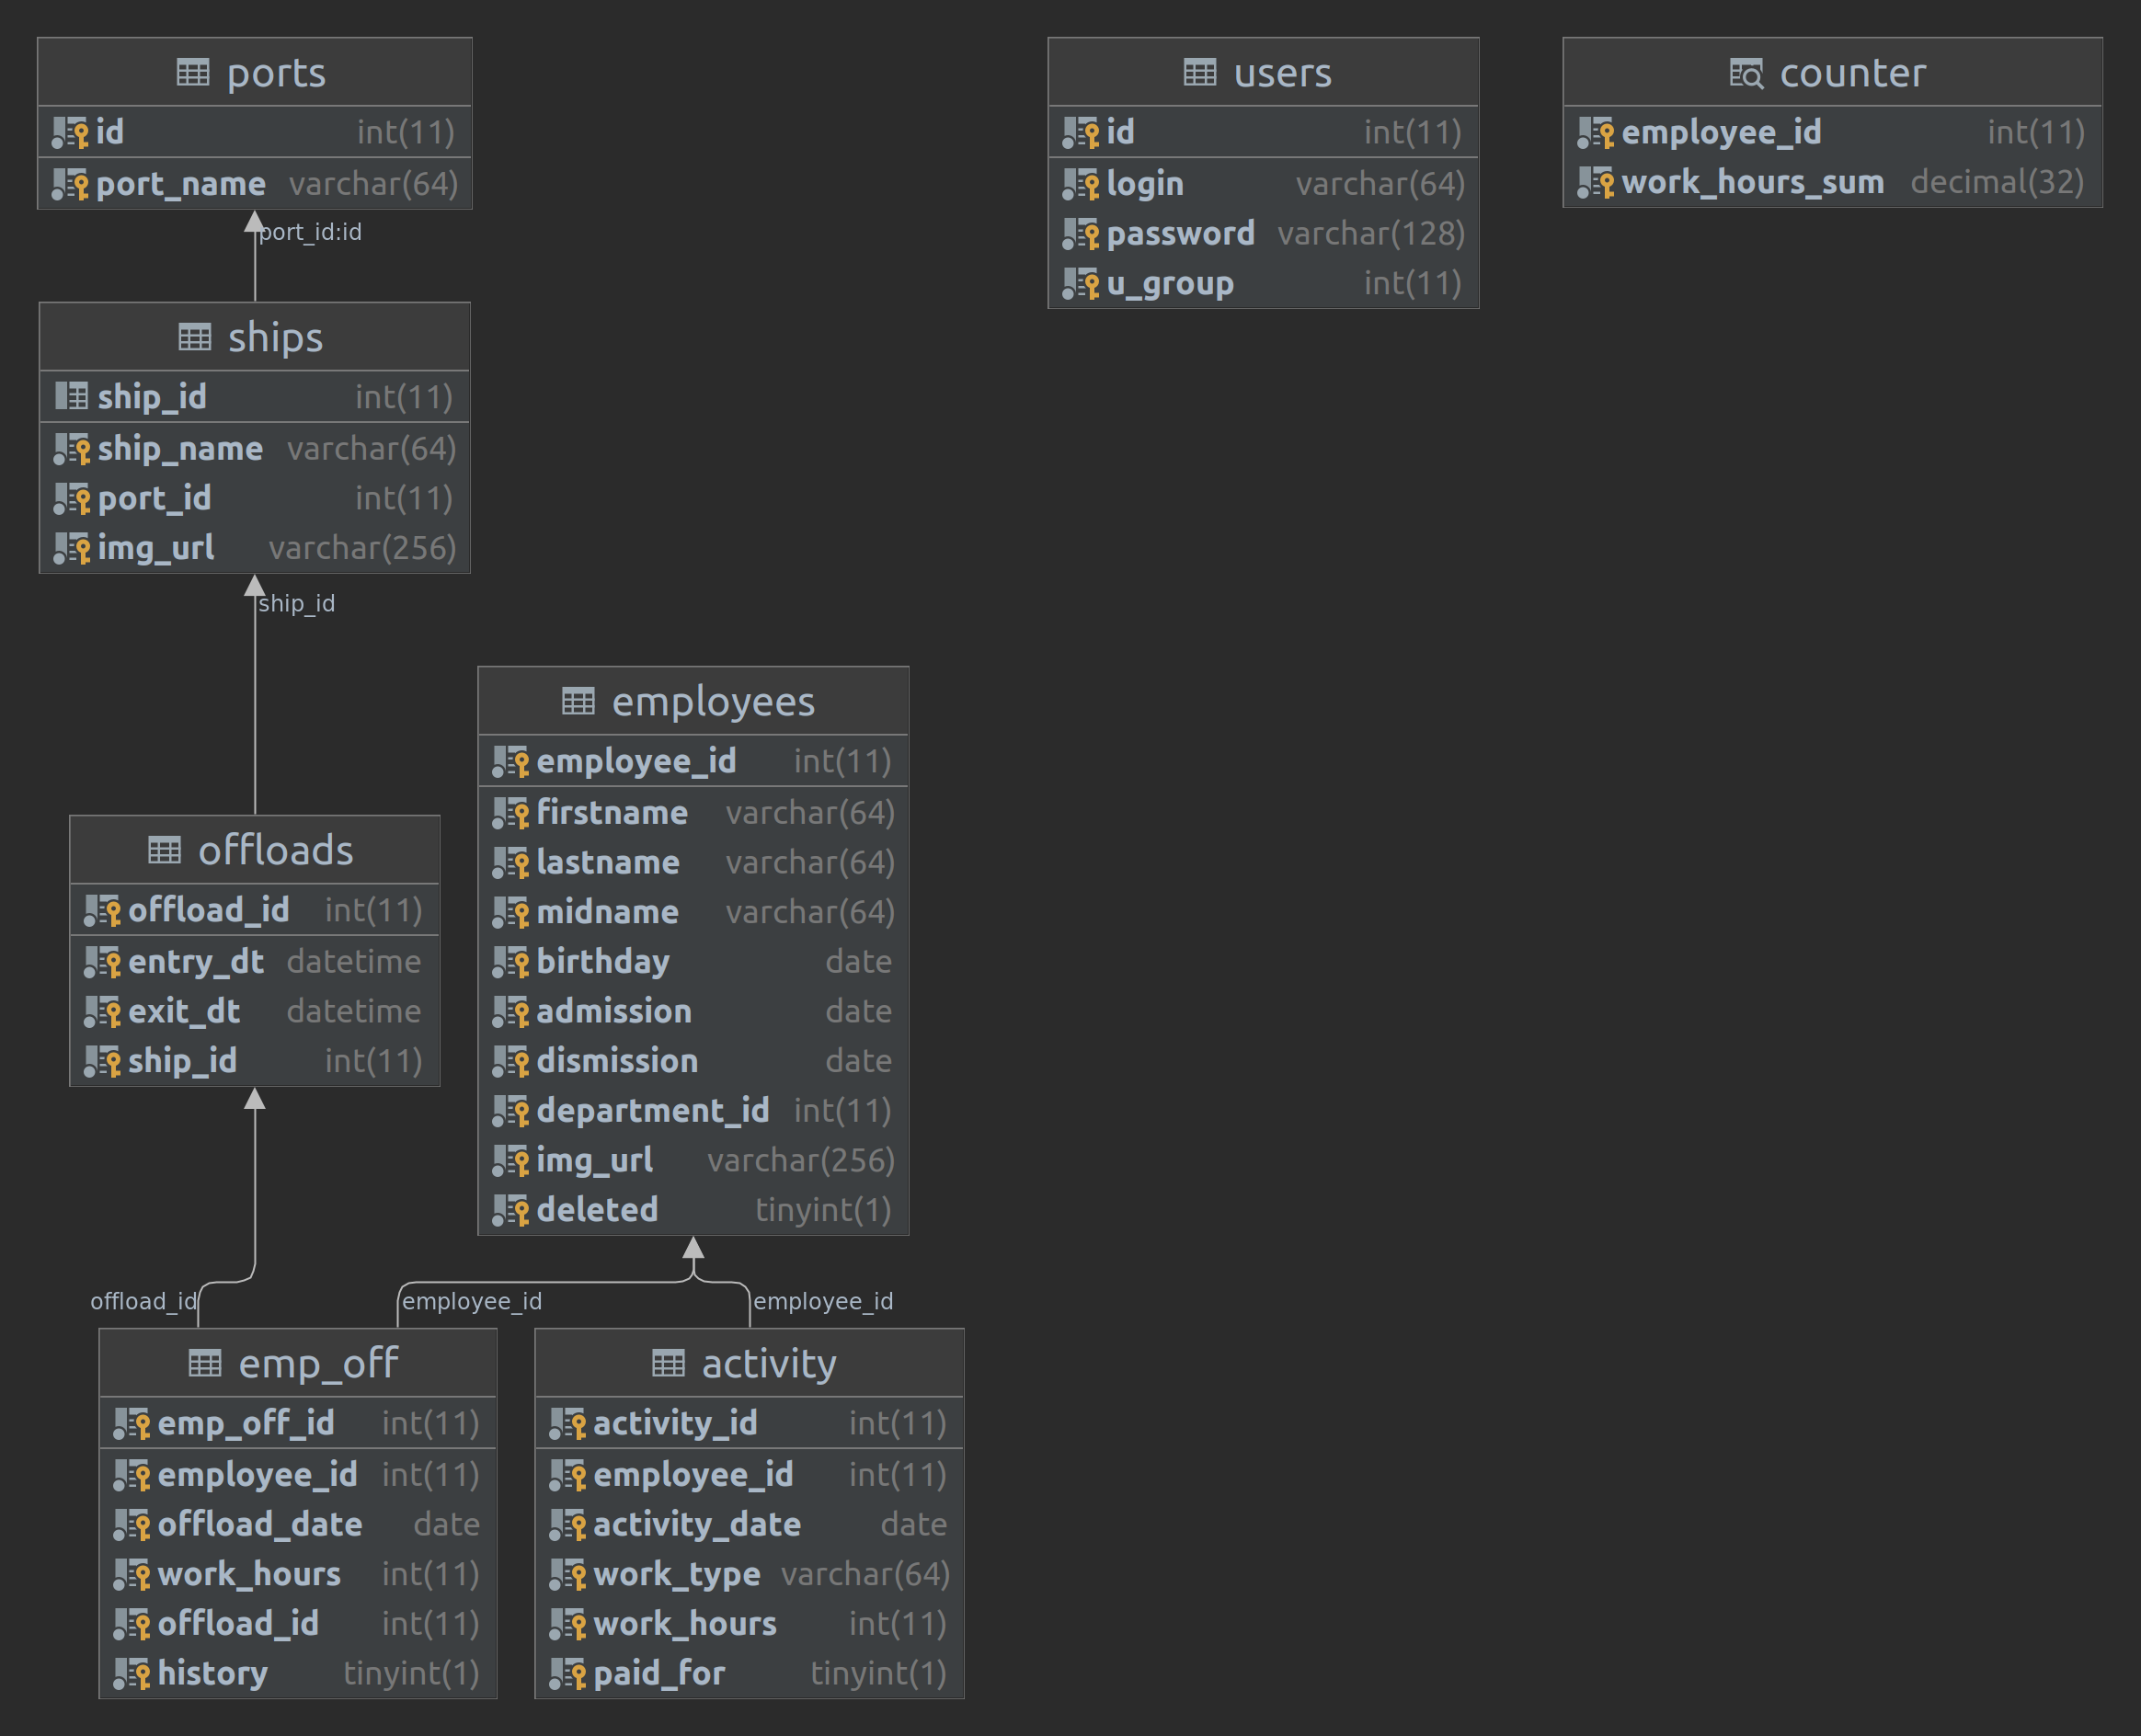 ports
id int(11)
port_name varchar(64)
port_id:id
ships
ship_id int(11)
ship_name varchar(64)
port_id int(11)
img_url varchar(256)
ship_id
offloads
offload_id int(11)
entry_dt datetime
exit_dt datetime
ship_id int(11)
employees
employee_id int(11)
firstname varchar(64)
lastname varchar(64)
midname varchar(64)
birthday date
admission date
dismission date
department_id int(11)
img_url varchar(256)
deleted tinyint(1)
offload_id
employee_id
employee_id
emp_off
emp_off_id int(11)
employee_id int(11)
offload_date date
work_hours int(11)
offload_id int(11)
history tinyint(1)
activity
activity_id int(11)
employee_id int(11)
activity_date date
work_type varchar(64)
work_hours int(11)
paid_for tinyint(1)
users
id int(11)
login varchar(64)
password varchar(128)
u_group int(11)
counter
employee_id int(11)
work_hours_sum decimal(32)